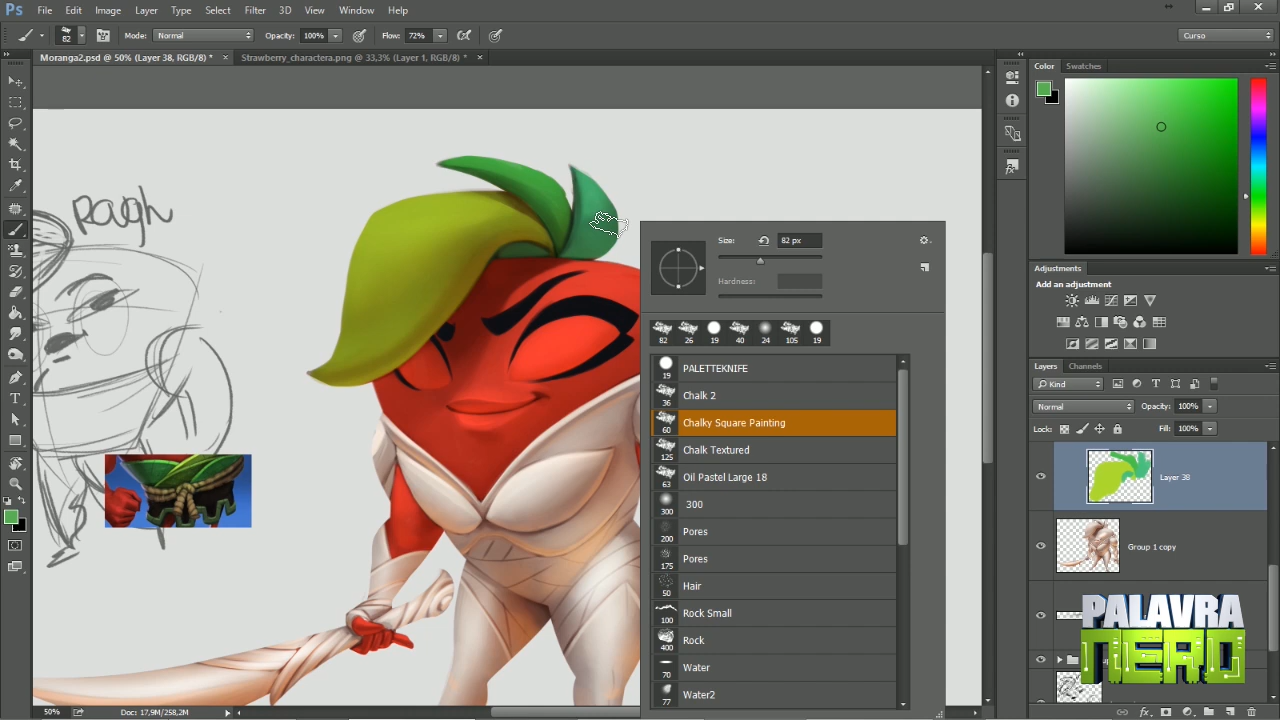 Ps File Edit Image Layer Type Select Filter 3D View Window Help
82 Mode: Normal Opacity: 100% Flow: 72% Curso
Moranga2.psd @ 50% (Layer 38, RGB/8) * × Strawberry_charactera.png @ 33,3% (Layer 1, RGB/8) * ×
Rough
Size: 82 px
Hardness:
82 26 19 40 24 105 19
19 PALETTEKNIFE
36 Chalk 2
60 Chalky Square Painting
125 Chalk Textured
63 Oil Pastel Large 18
300 300
200 Pores
175 Pores
50 Hair
100 Rock Small
400 Rock
70 Water
77 Water2
Color Swatches
Adjustments
Add an adjustment
Layers Channels
Kind
Normal Opacity: 100%
Lock: Fill: 100%
Layer 38
Group 1 copy
PALAVRA
NERD
50% Doc: 17,9M/258,2M